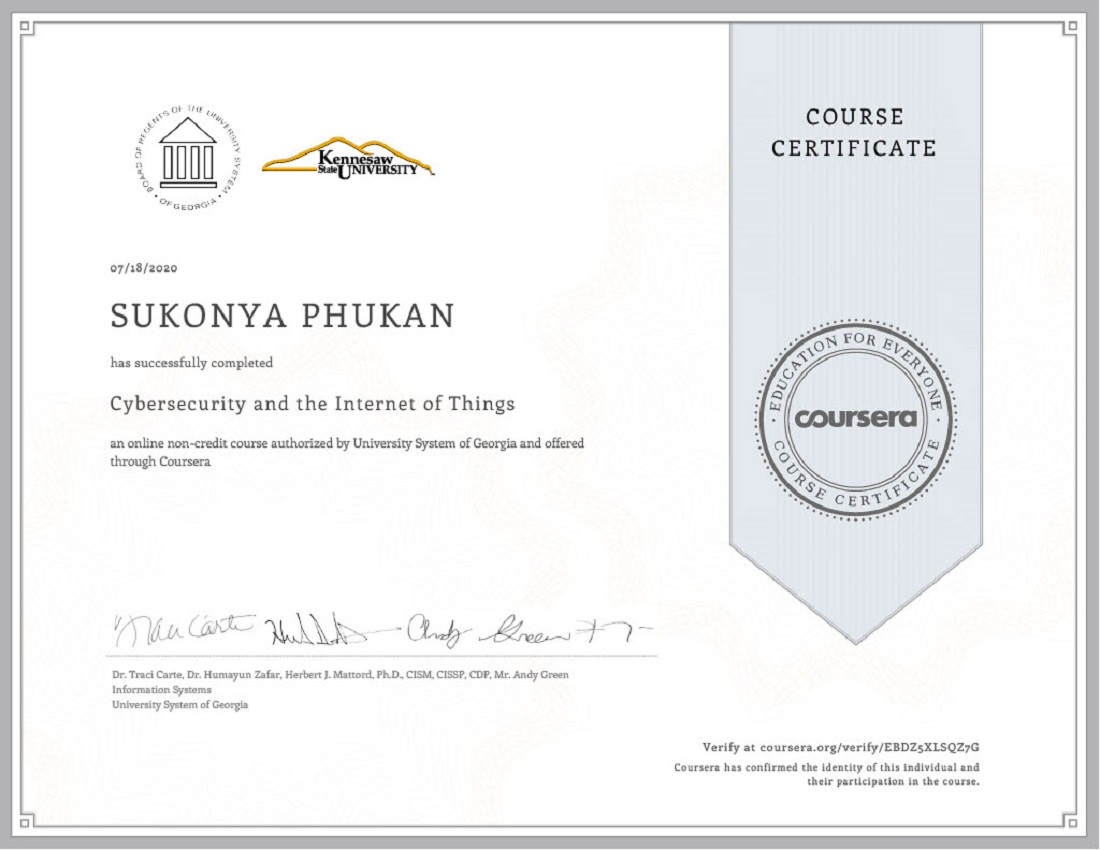 BOARD OF REGENTS OF THE UNIVERSITY SYSTEM
• OF GEORGIA •
Kennesaw
State UNIVERSITY
COURSE
CERTIFICATE
07/18/2020
SUKONYA PHUKAN
has successfully completed
Cybersecurity and the Internet of Things
an online non-credit course authorized by University System of Georgia and offered
through Coursera
EDUCATION FOR EVERYONE
coursera
COURSE CERTIFICATE
Traci Carte Andy Green
Dr. Traci Carte, Dr. Humayun Zafar, Herbert J. Mattord, Ph.D., CISM, CISSP, CDP, Mr. Andy Green
Information Systems
University System of Georgia
Verify at coursera.org/verify/EBDZ5XLSQZ7G
Coursera has confirmed the identity of this individual and
their participation in the course.